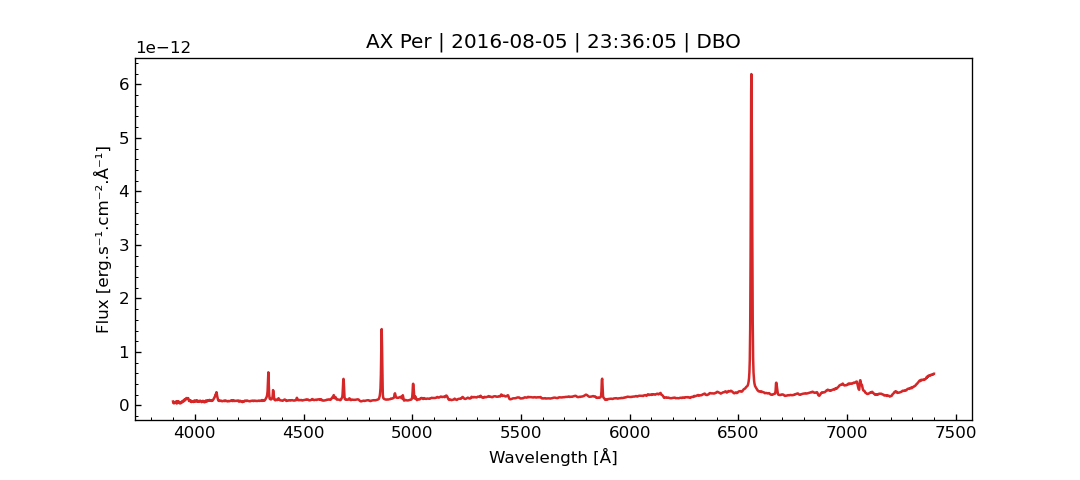 AX Per | 2016-08-05 | 23:36:05 | DBO
1e−12
6
5
4
3
2
1
0
Flux [erg.s⁻¹.cm⁻².Å⁻¹]
4000 4500 5000 5500 6000 6500 7000 7500
Wavelength [Å]